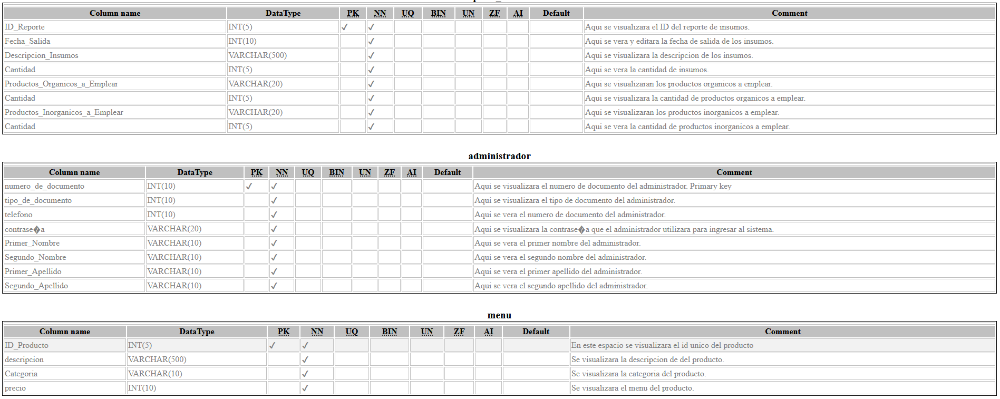 Column name DataType PK NN UQ BIN UN ZF AI Default Comment
ID_Reporte INT(5) ✓ ✓ Aqui se visualizara el ID del reporte de insumos.
Fecha_Salida INT(10) ✓ Aqui se vera y editara la fecha de salida de los insumos.
Descripcion_Insumos VARCHAR(500) ✓ Aqui se visualizara la descripcion de los insumos.
Cantidad INT(5) ✓ Aqui se vera la cantidad de insumos.
Productos_Organicos_a_Emplear VARCHAR(20) ✓ Aqui se visualizaran los productos organicos a emplear.
Cantidad INT(5) ✓ Aqui se visualizara la cantidad de productos organicos a emplear.
Productos_Inorganicos_a_Emplear VARCHAR(20) ✓ Aqui se visualizaran los productos inorganicos a emplear.
Cantidad INT(5) ✓ Aqui se vera la cantidad de productos inorganicos a emplear.
administrador
Column name DataType PK NN UQ BIN UN ZF AI Default Comment
numero_de_documento INT(10) ✓ ✓ Aqui se visualizara el numero de documento del administrador. Primary key
tipo_de_documento INT(10) ✓ Aqui se visualizara el tipo de documento del administrador.
telefono INT(10) ✓ Aqui se vera el numero de documento del administrador.
contrase�a VARCHAR(20) ✓ Aqui se visualizara la contrase�a que el administrador utilizara para ingresar al sistema.
Primer_Nombre VARCHAR(10) ✓ Aqui se vera el primer nombre del administrador.
Segundo_Nombre VARCHAR(10) ✓ Aqui se vera el segundo nombre del administrador.
Primer_Apellido VARCHAR(10) ✓ Aqui se vera el primer apellido del administrador.
Segundo_Apellido VARCHAR(10) ✓ Aqui se vera el segundo apellido del administrador.
menu
Column name DataType PK NN UQ BIN UN ZF AI Default Comment
ID_Producto INT(5) ✓ ✓ En este espacio se visualizara el id unico del producto
descripcion VARCHAR(500) ✓ Se visualizara la descripcion de del producto.
Categoria VARCHAR(10) ✓ Se visualizara la categoria del producto.
precio INT(10) ✓ Se visualizara el menu del producto.